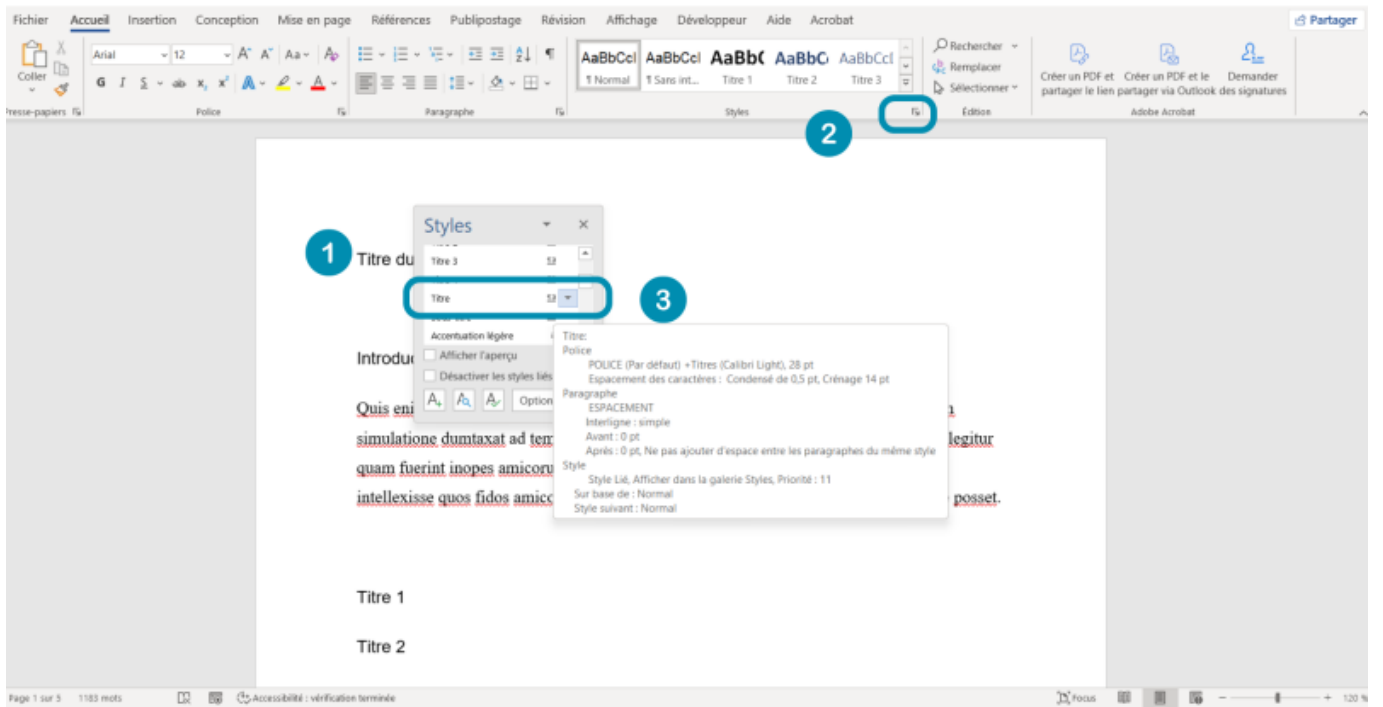 Fichier Accueil Insertion Conception Mise en page Références Publipostage Révision Affichage Développeur Aide Acrobat Partager
Coller
Arial 12
G I S ab x, x² A A
Aa
AaBbCcI AaBbCcI AaBb( AaBbC AaBbCcI
¶ Normal ¶ Sans int... Titre 1 Titre 2 Titre 3
Rechercher
Remplacer
Sélectionner
Créer un PDF et partager le lien
Créer un PDF et le partager via Outlook
Demander des signatures
Presse-papiers Police Paragraphe Styles Édition Adobe Acrobat
2
Styles
1
Titre du
Titre 3
Titre
3
Accentuation légère
Introduc
Afficher l'aperçu
Désactiver les styles liés
Option
Titre:
Police
POLICE (Par défaut) +Titres (Calibri Light), 28 pt
Espacement des caractères : Condensé de 0,5 pt, Crénage 14 pt
Paragraphe
ESPACEMENT
Interligne : simple
Avant : 0 pt
Après : 0 pt, Ne pas ajouter d'espace entre les paragraphes du même style
Style
Style Lié, Afficher dans la galerie Styles, Priorité : 11
Sur base de : Normal
Style suivant : Normal
Quis eni
simulatione dumtaxat ad tem legitur
quam fuerint inopes amicoru
intellexisse quos fidos amico posset.
Titre 1
Titre 2
Page 1 sur 5 1183 mots Accessibilité : vérification terminée Focus 120 %